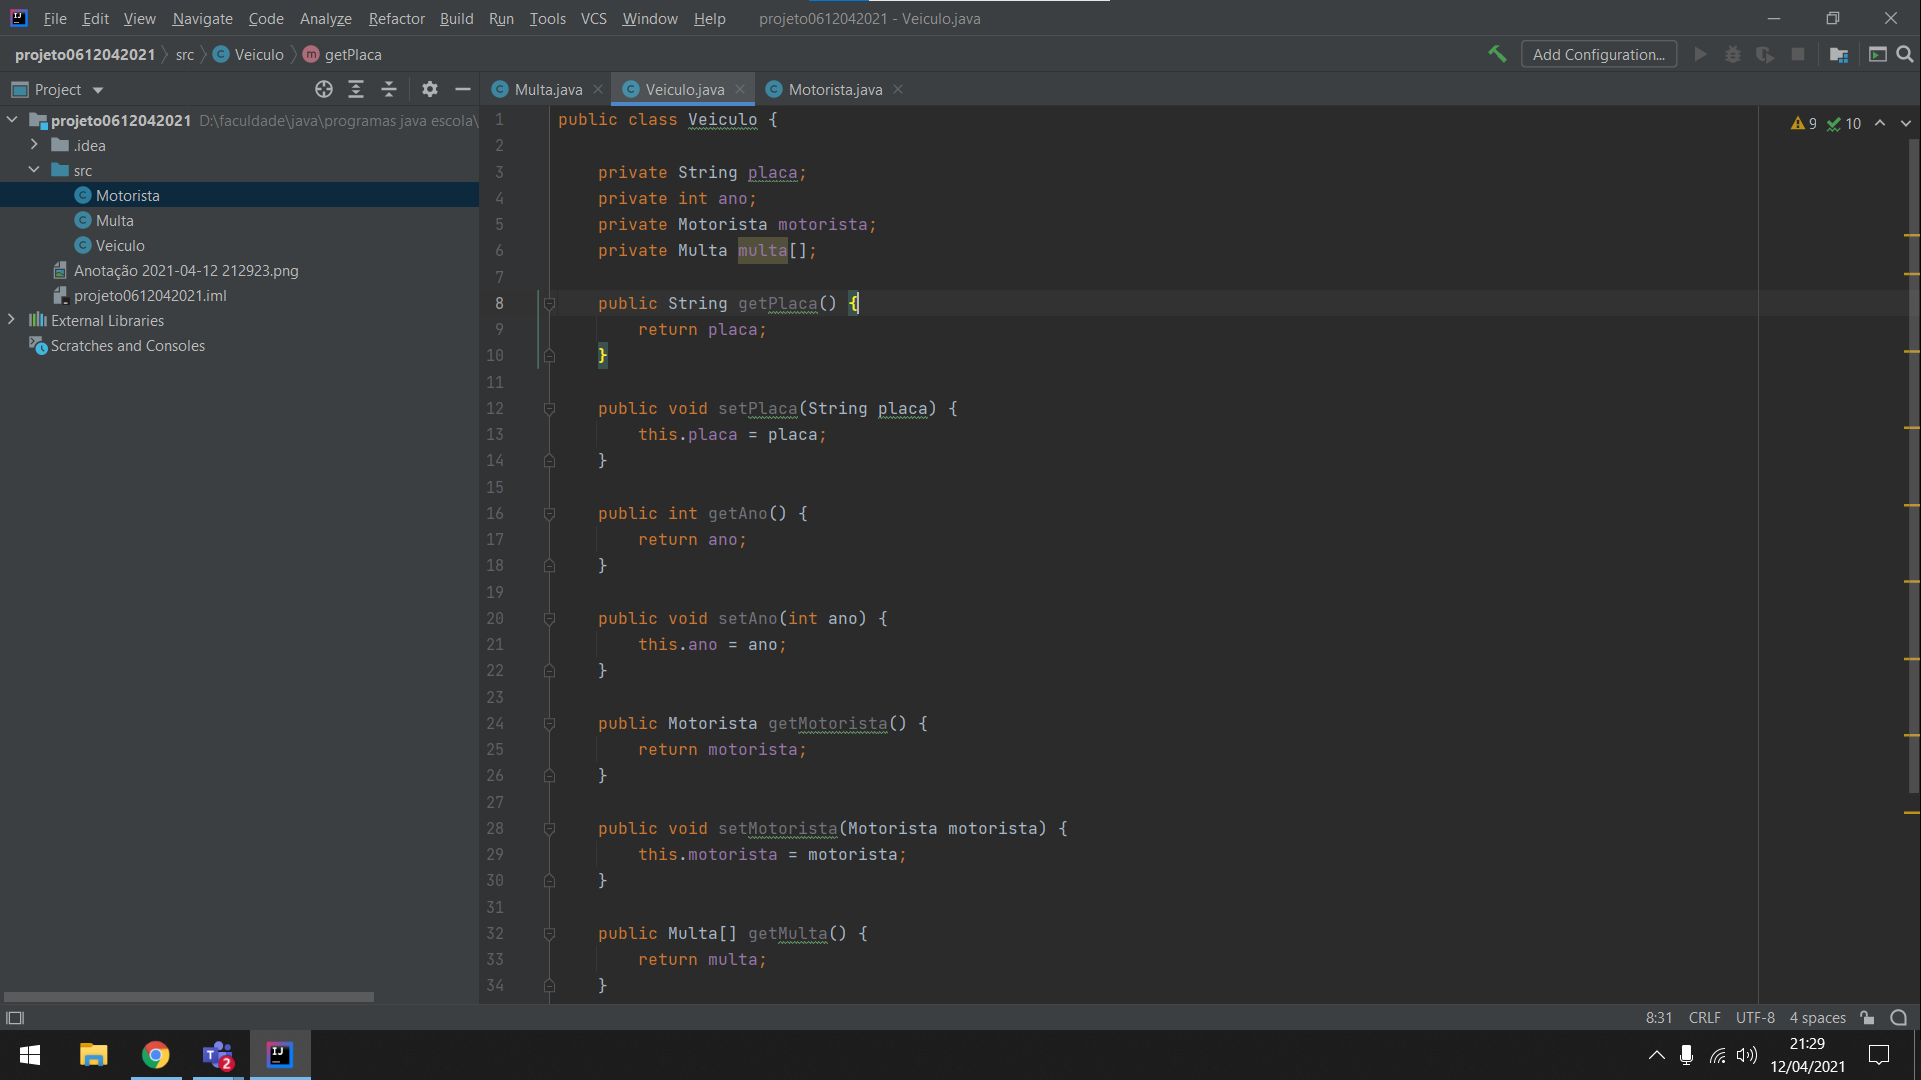 File Edit View Navigate Code Analyze Refactor Build Run Tools VCS Window Help projeto0612042021 - Veiculo.java
projeto0612042021 src Veiculo getPlaca Add Configuration...
Project Multa.java Veiculo.java Motorista.java
projeto0612042021 D:\faculdade\java\programas java escola\
.idea
src
Motorista
Multa
Veiculo
Anotação 2021-04-12 212923.png
projeto0612042021.iml
External Libraries
Scratches and Consoles
9 10
1 public class Veiculo {
2
3 private String placa;
4 private int ano;
5 private Motorista motorista;
6 private Multa multa[];
7
8 public String getPlaca() {
9 return placa;
10 }
11
12 public void setPlaca(String placa) {
13 this.placa = placa;
14 }
15
16 public int getAno() {
17 return ano;
18 }
19
20 public void setAno(int ano) {
21 this.ano = ano;
22 }
23
24 public Motorista getMotorista() {
25 return motorista;
26 }
27
28 public void setMotorista(Motorista motorista) {
29 this.motorista = motorista;
30 }
31
32 public Multa[] getMulta() {
33 return multa;
34 }
8:31 CRLF UTF-8 4 spaces
2
21:29
12/04/2021